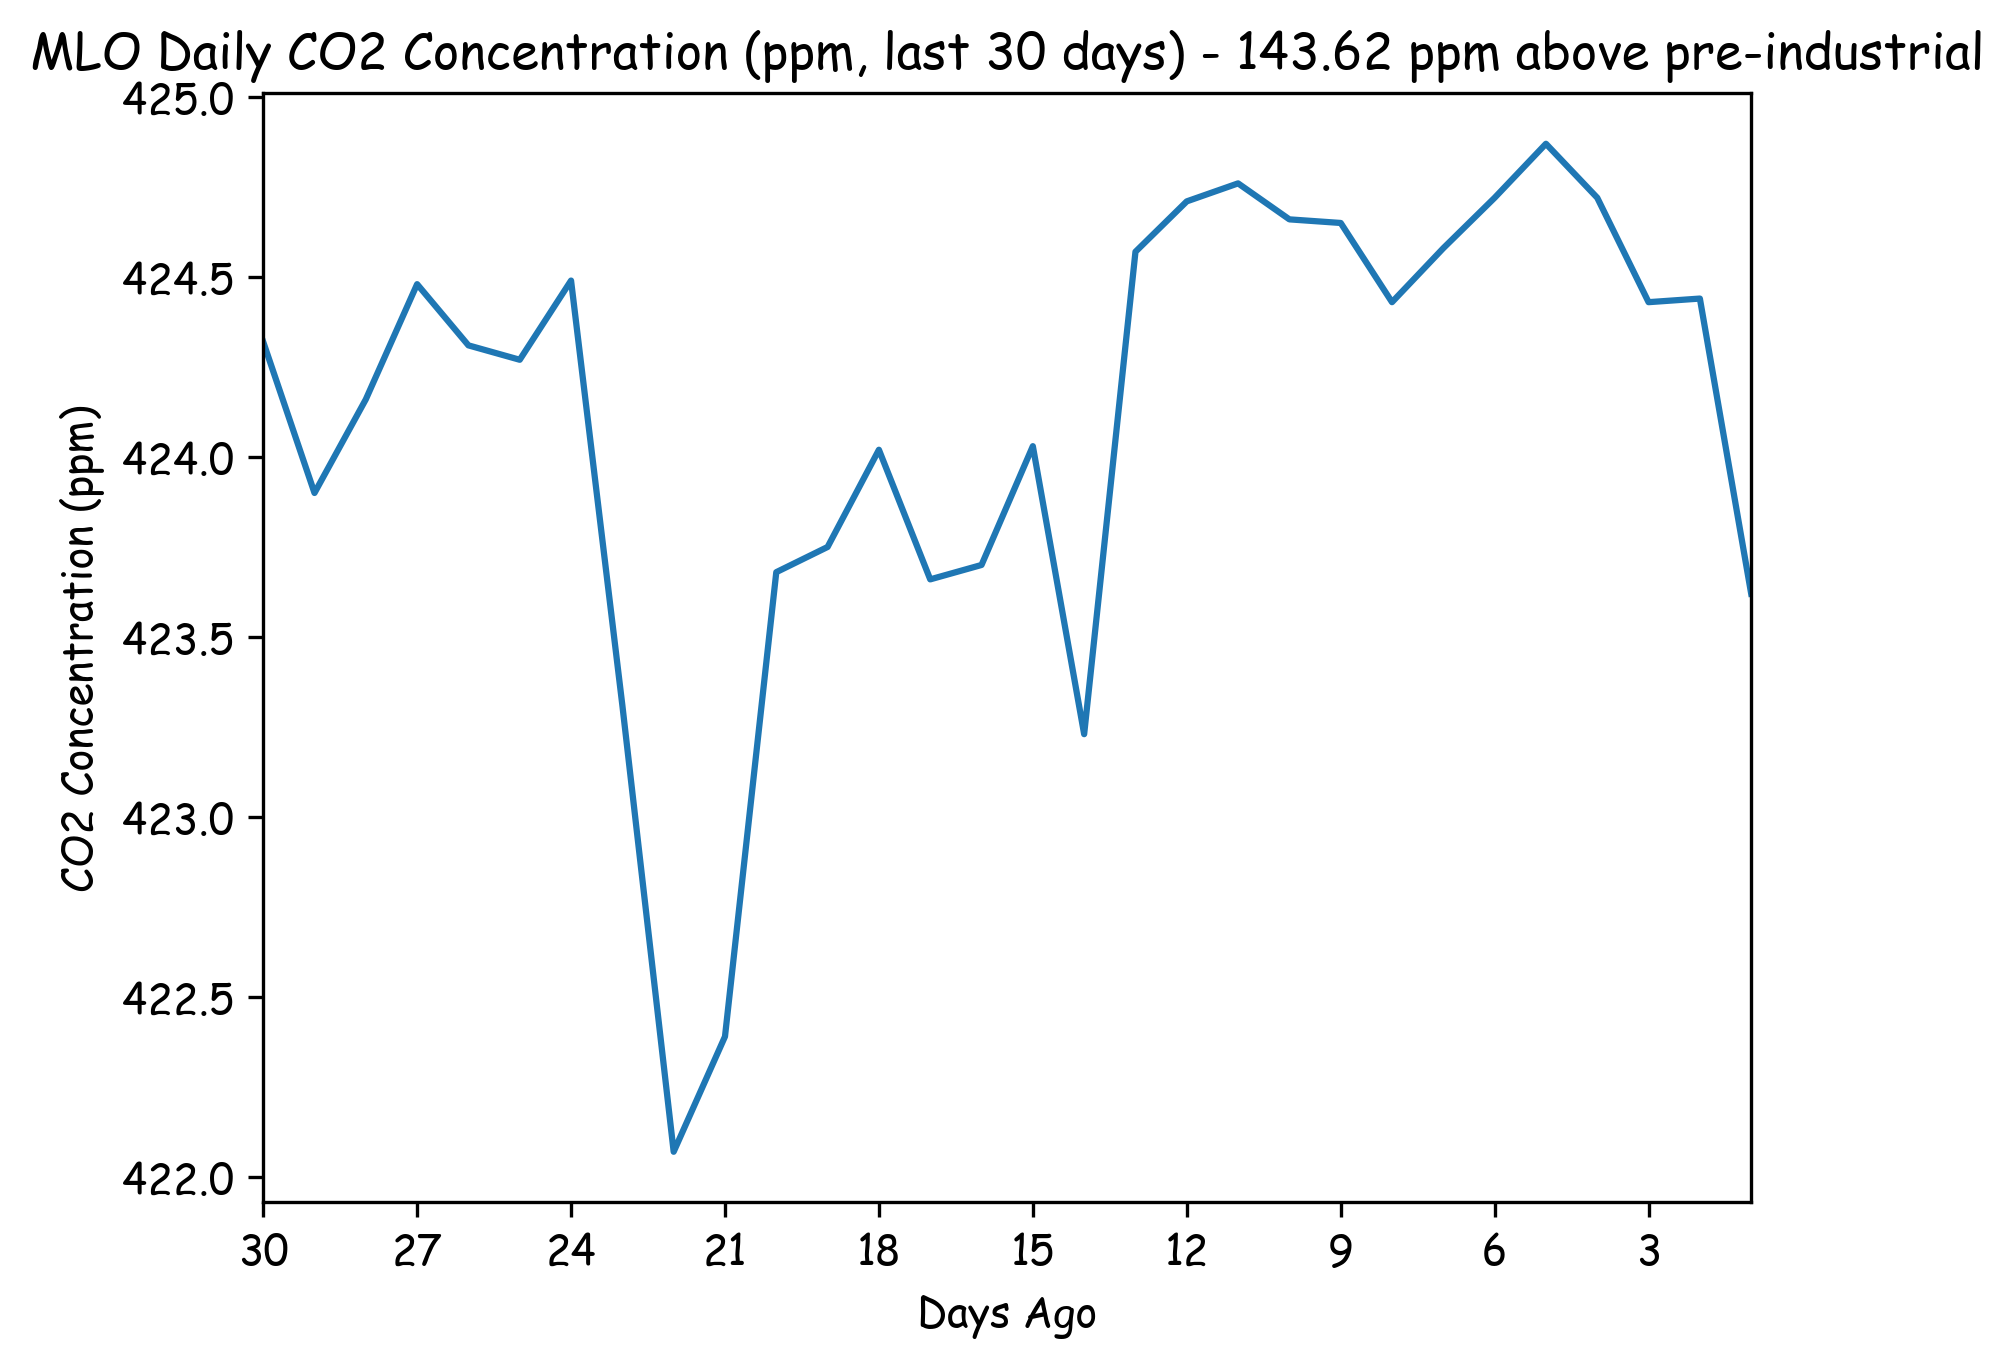 MLO Daily CO2 Concentration (ppm, last 30 days) - 143.62 ppm above pre-industrial
425.0
424.5
424.0
423.5
423.0
422.5
422.0
CO2 Concentration (ppm)
30 27 24 21 18 15 12 9 6 3
Days Ago